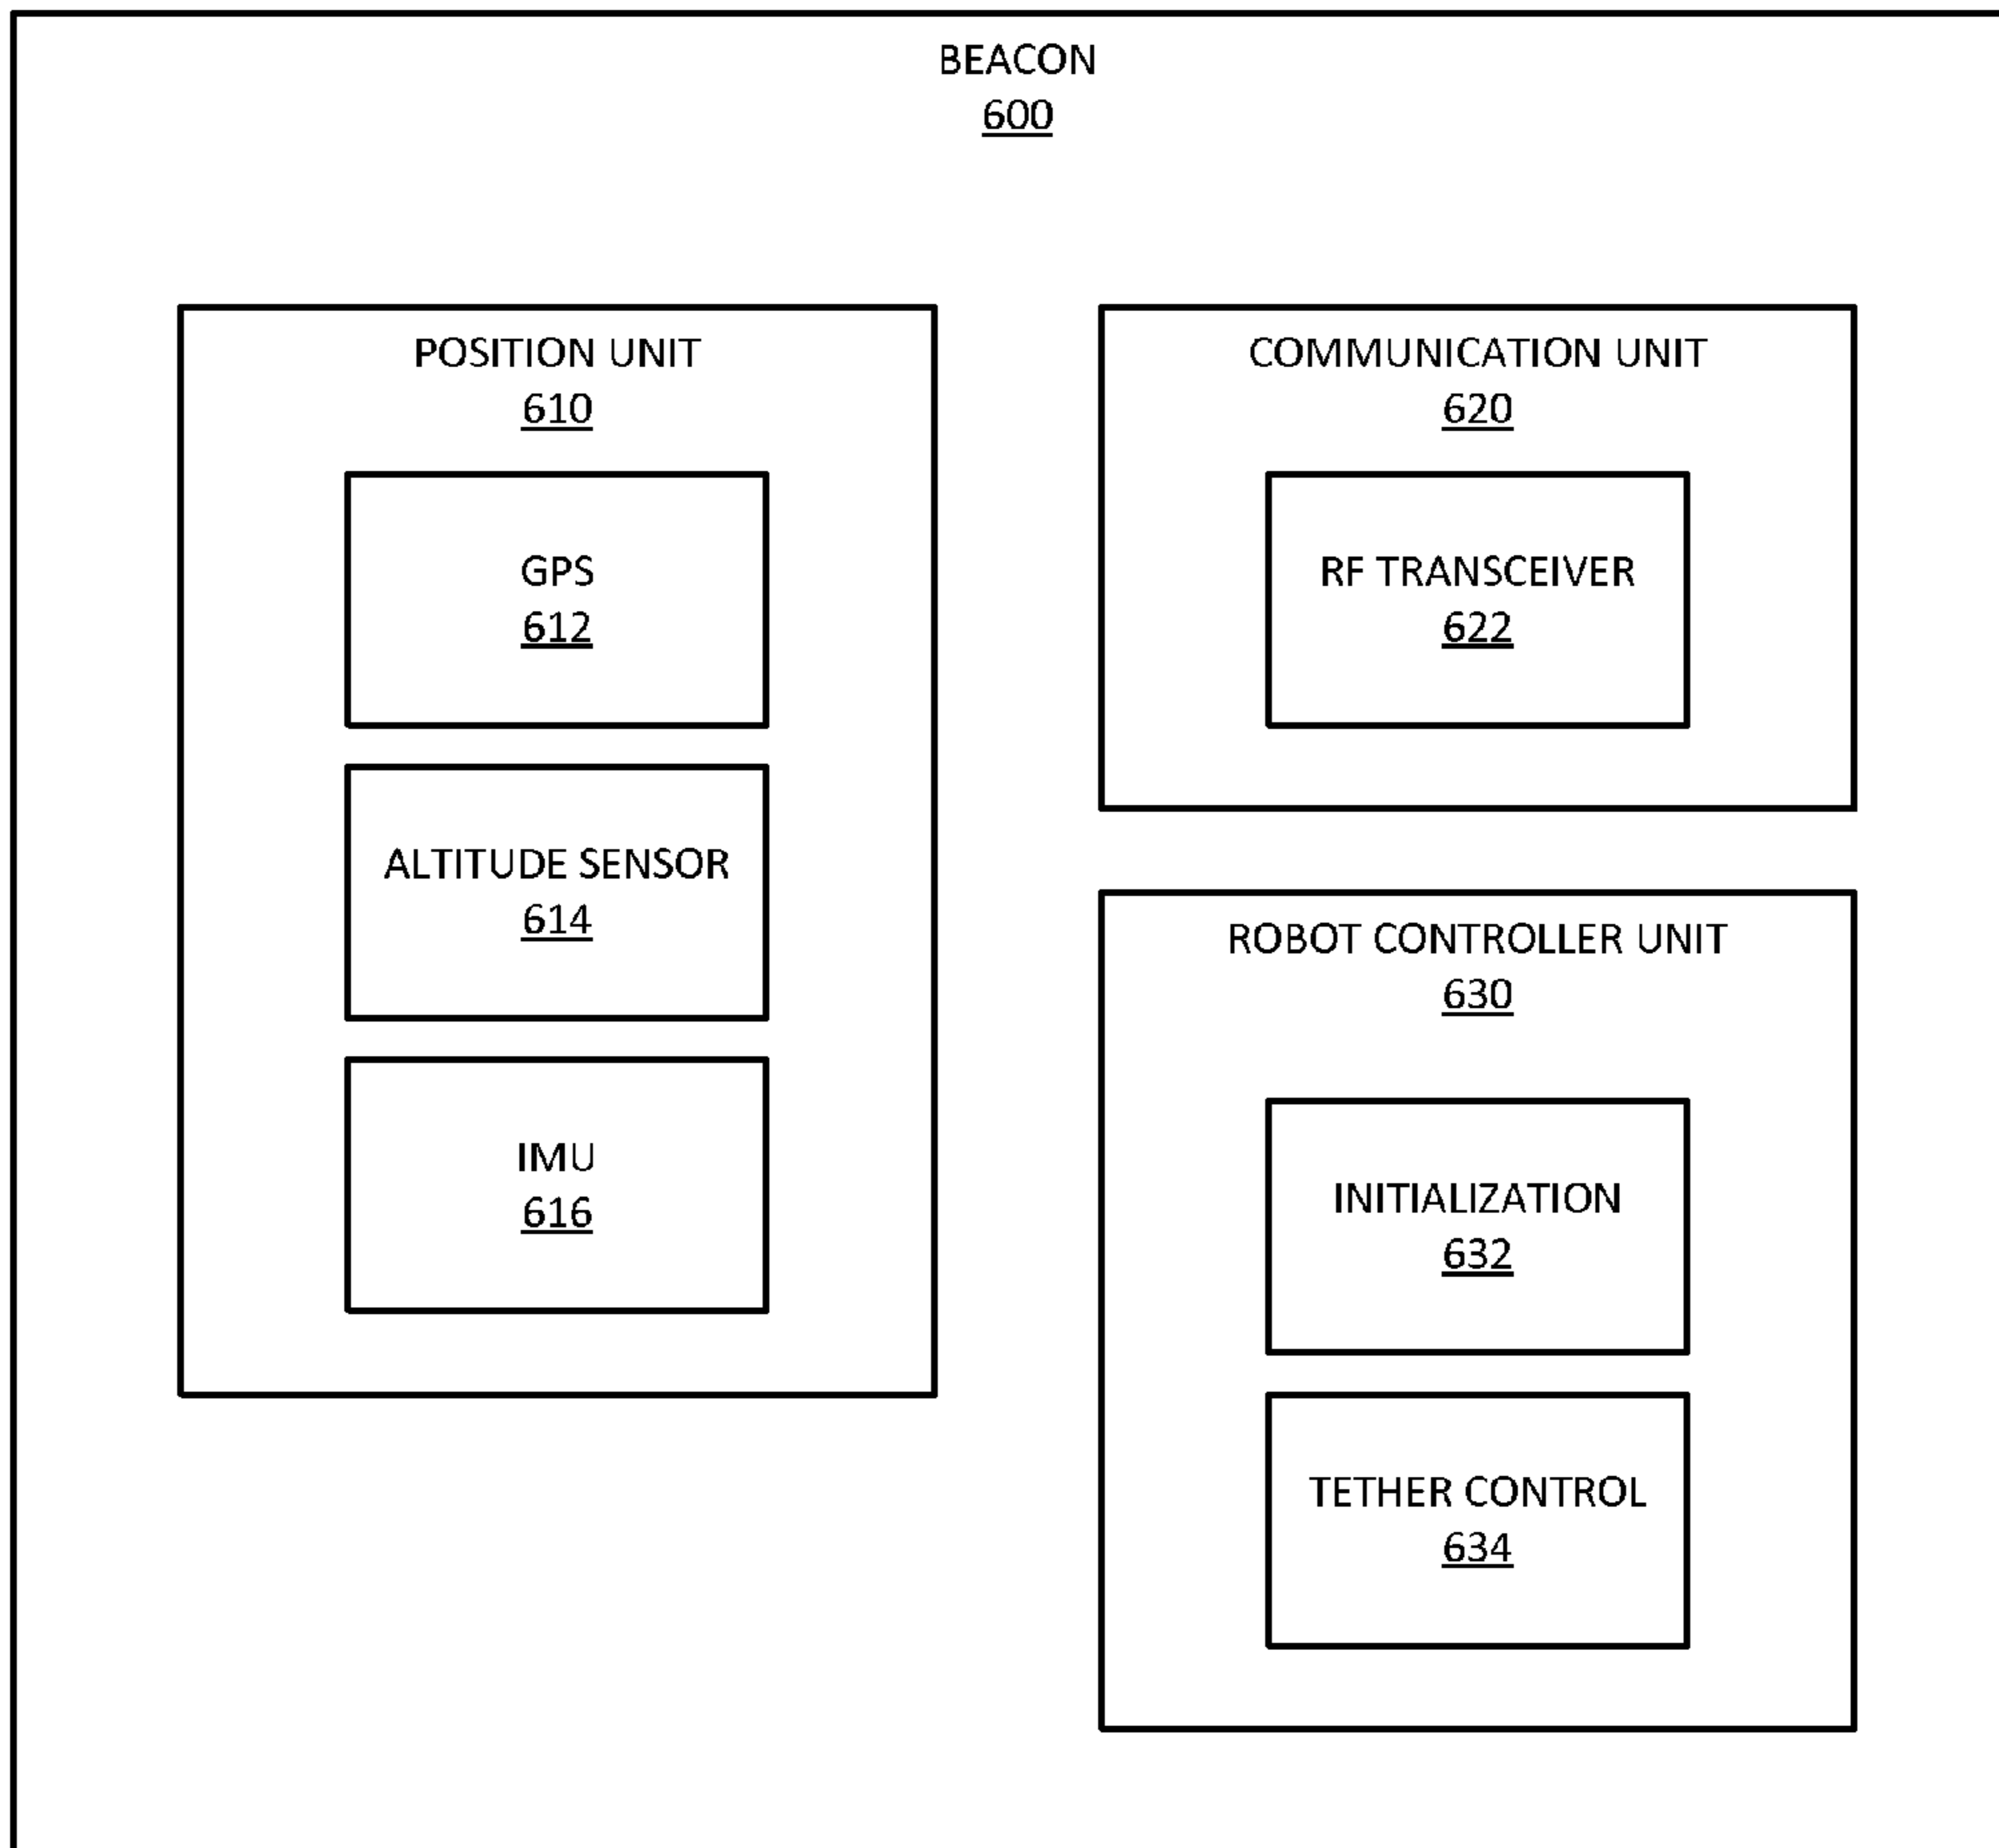 BEACON
600
POSITION UNIT
610
GPS
612
ALTITUDE SENSOR
614
IMU
616
COMMUNICATION UNIT
620
RF TRANSCEIVER
622
ROBOT CONTROLLER UNIT
630
INITIALIZATION
632
TETHER CONTROL
634